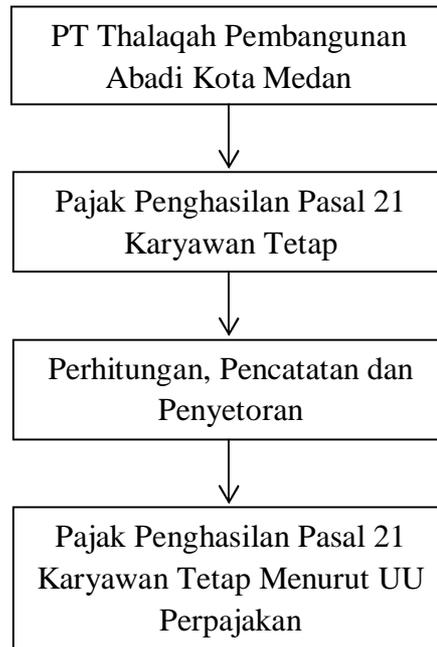 PT Thalaqah Pembangunan
Abadi Kota Medan
Pajak Penghasilan Pasal 21
Karyawan Tetap
Perhitungan, Pencatatan dan
Penyetoran
Pajak Penghasilan Pasal 21
Karyawan Tetap Menurut UU
Perpajakan